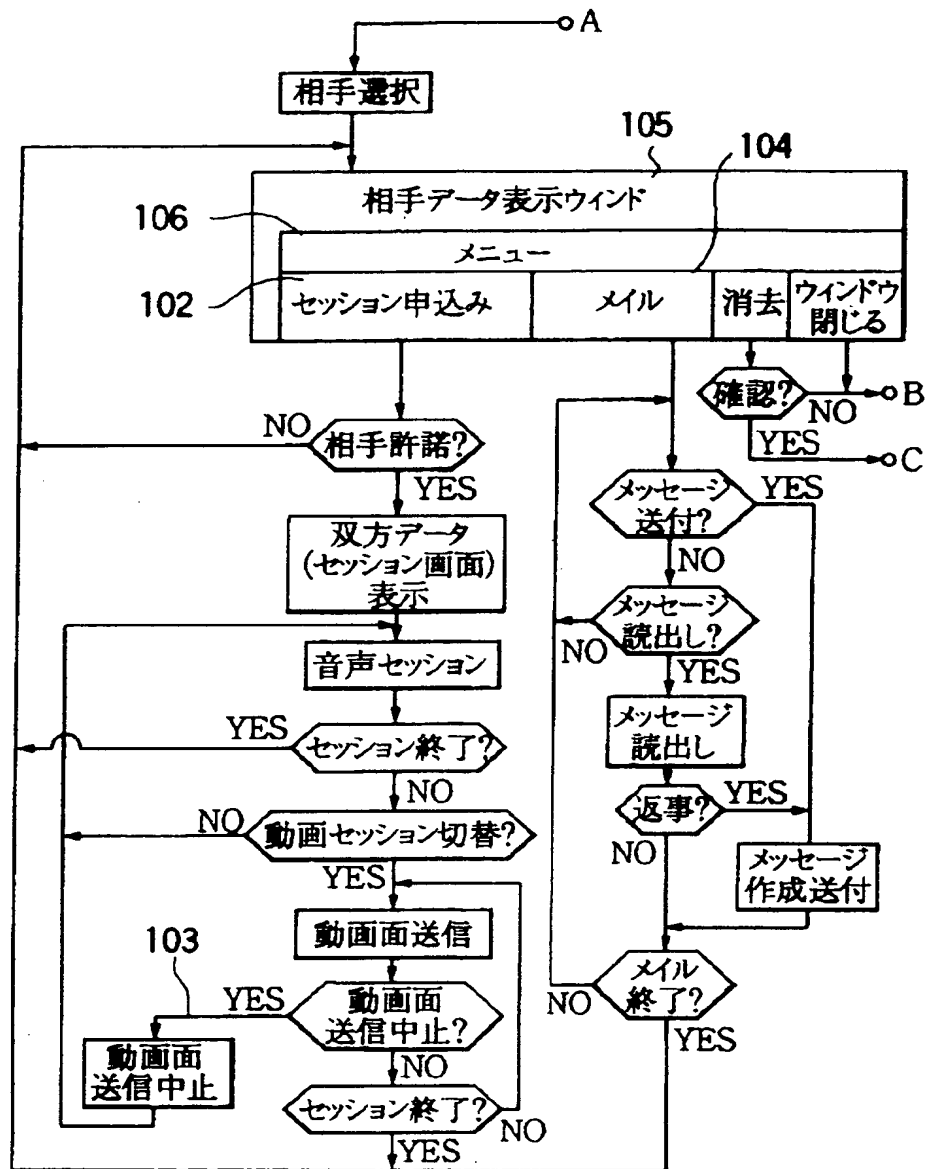 A
相手選択
105
104
相手データ表示ウィンド
106
メニュー
102
セッション申込み
メイル
消去
ウィンドウ
閉じる
確認?
NO
B
YES
C
NO
相手許諾?
YES
双方データ
(セッション画面)
表示
音声セッション
YES
セッション終了?
NO
NO
動画セッション切替?
YES
動画面送信
103
YES
動画面
送信中止?
動画面
送信中止
NO
セッション終了?
NO
YES
メッセージ
送付?
YES
NO
メッセージ
読出し?
NO
YES
メッセージ
読出し
返事?
YES
NO
メッセージ
作成送付
メイル
終了?
NO
YES